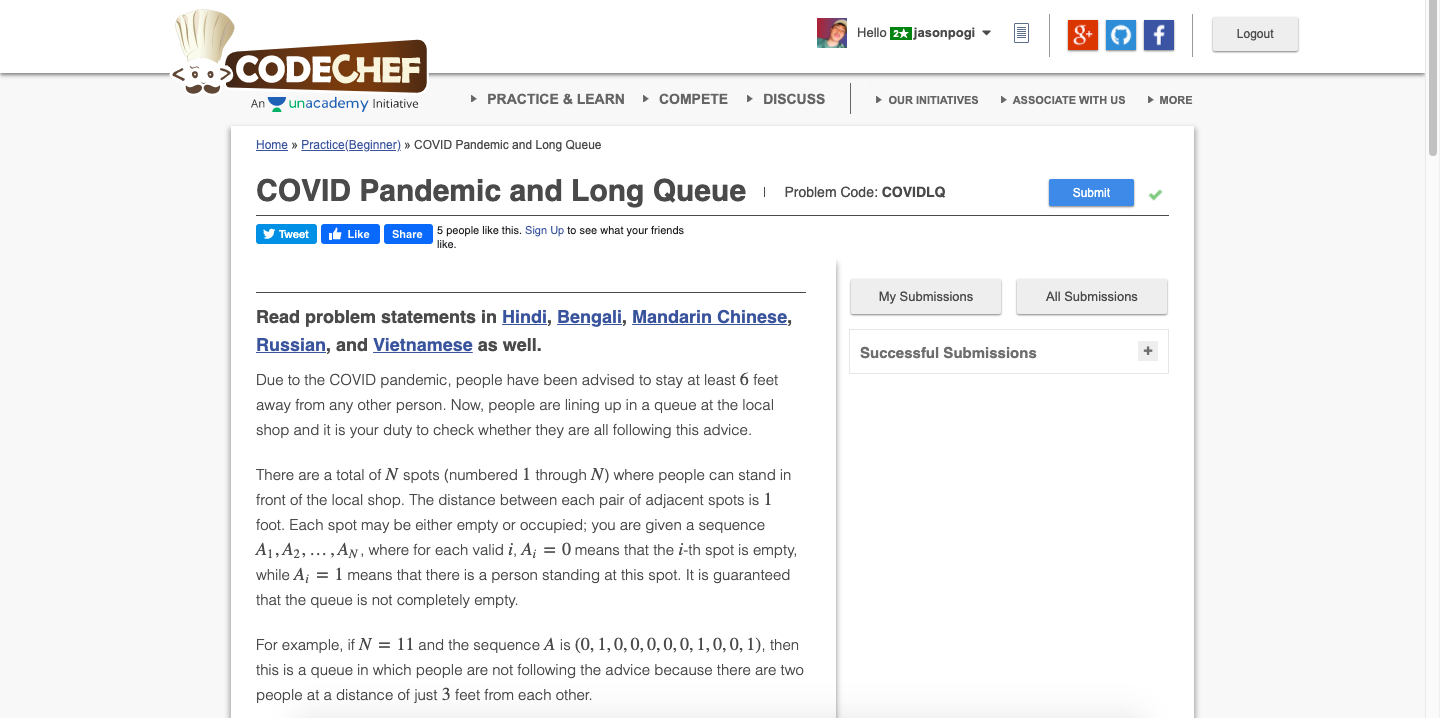 CODECHEF
An unacademy Initiative
Hello 2★ jasonpogi
Logout
PRACTICE & LEARN COMPETE DISCUSS OUR INITIATIVES ASSOCIATE WITH US MORE
Home » Practice(Beginner) » COVID Pandemic and Long Queue
COVID Pandemic and Long Queue | Problem Code: COVIDLQ Submit
Tweet Like Share 5 people like this. Sign Up to see what your friends
like.
My Submissions All Submissions
Successful Submissions +
Read problem statements in Hindi, Bengali, Mandarin Chinese,
Russian, and Vietnamese as well.
Due to the COVID pandemic, people have been advised to stay at least 6 feet
away from any other person. Now, people are lining up in a queue at the local
shop and it is your duty to check whether they are all following this advice.
There are a total of N spots (numbered 1 through N) where people can stand in
front of the local shop. The distance between each pair of adjacent spots is 1
foot. Each spot may be either empty or occupied; you are given a sequence
A₁, A₂, …, A_N, where for each valid i, A_i = 0 means that the i-th spot is empty,
while A_i = 1 means that there is a person standing at this spot. It is guaranteed
that the queue is not completely empty.
For example, if N = 11 and the sequence A is (0, 1, 0, 0, 0, 0, 0, 1, 0, 0, 1), then
this is a queue in which people are not following the advice because there are two
people at a distance of just 3 feet from each other.